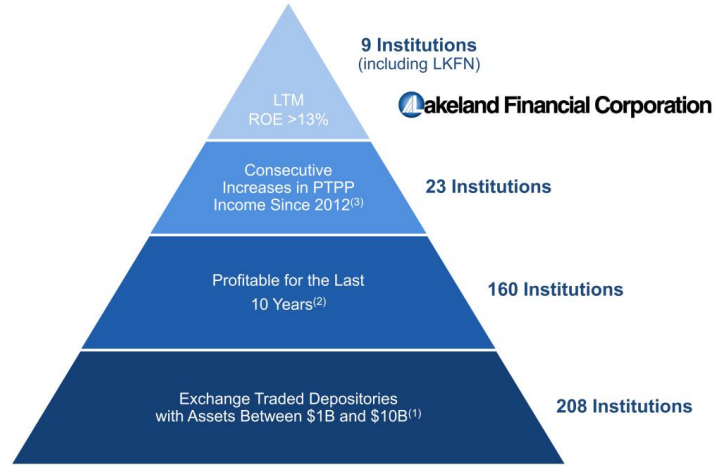 9 Institutions
(including LKFN)
LTM
ROE >13%
Lakeland Financial Corporation
Consecutive
Increases in PTPP
Income Since 2012(3)
23 Institutions
Profitable for the Last
10 Years(2)
160 Institutions
Exchange Traded Depositories
with Assets Between $1B and $10B(1)
208 Institutions